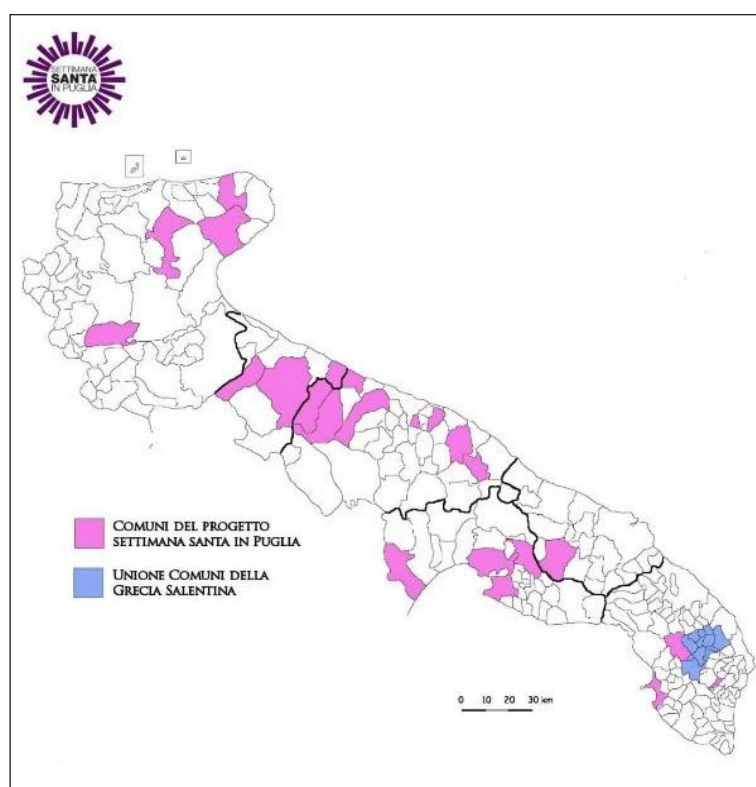 SETTIMANA
SANTA
IN PUGLIA
COMUNI DEL PROGETTO
SETTIMANA SANTA IN PUGLIA
UNIONE COMUNI DELLA
GRECIA SALENTINA
0 10 20 30 km